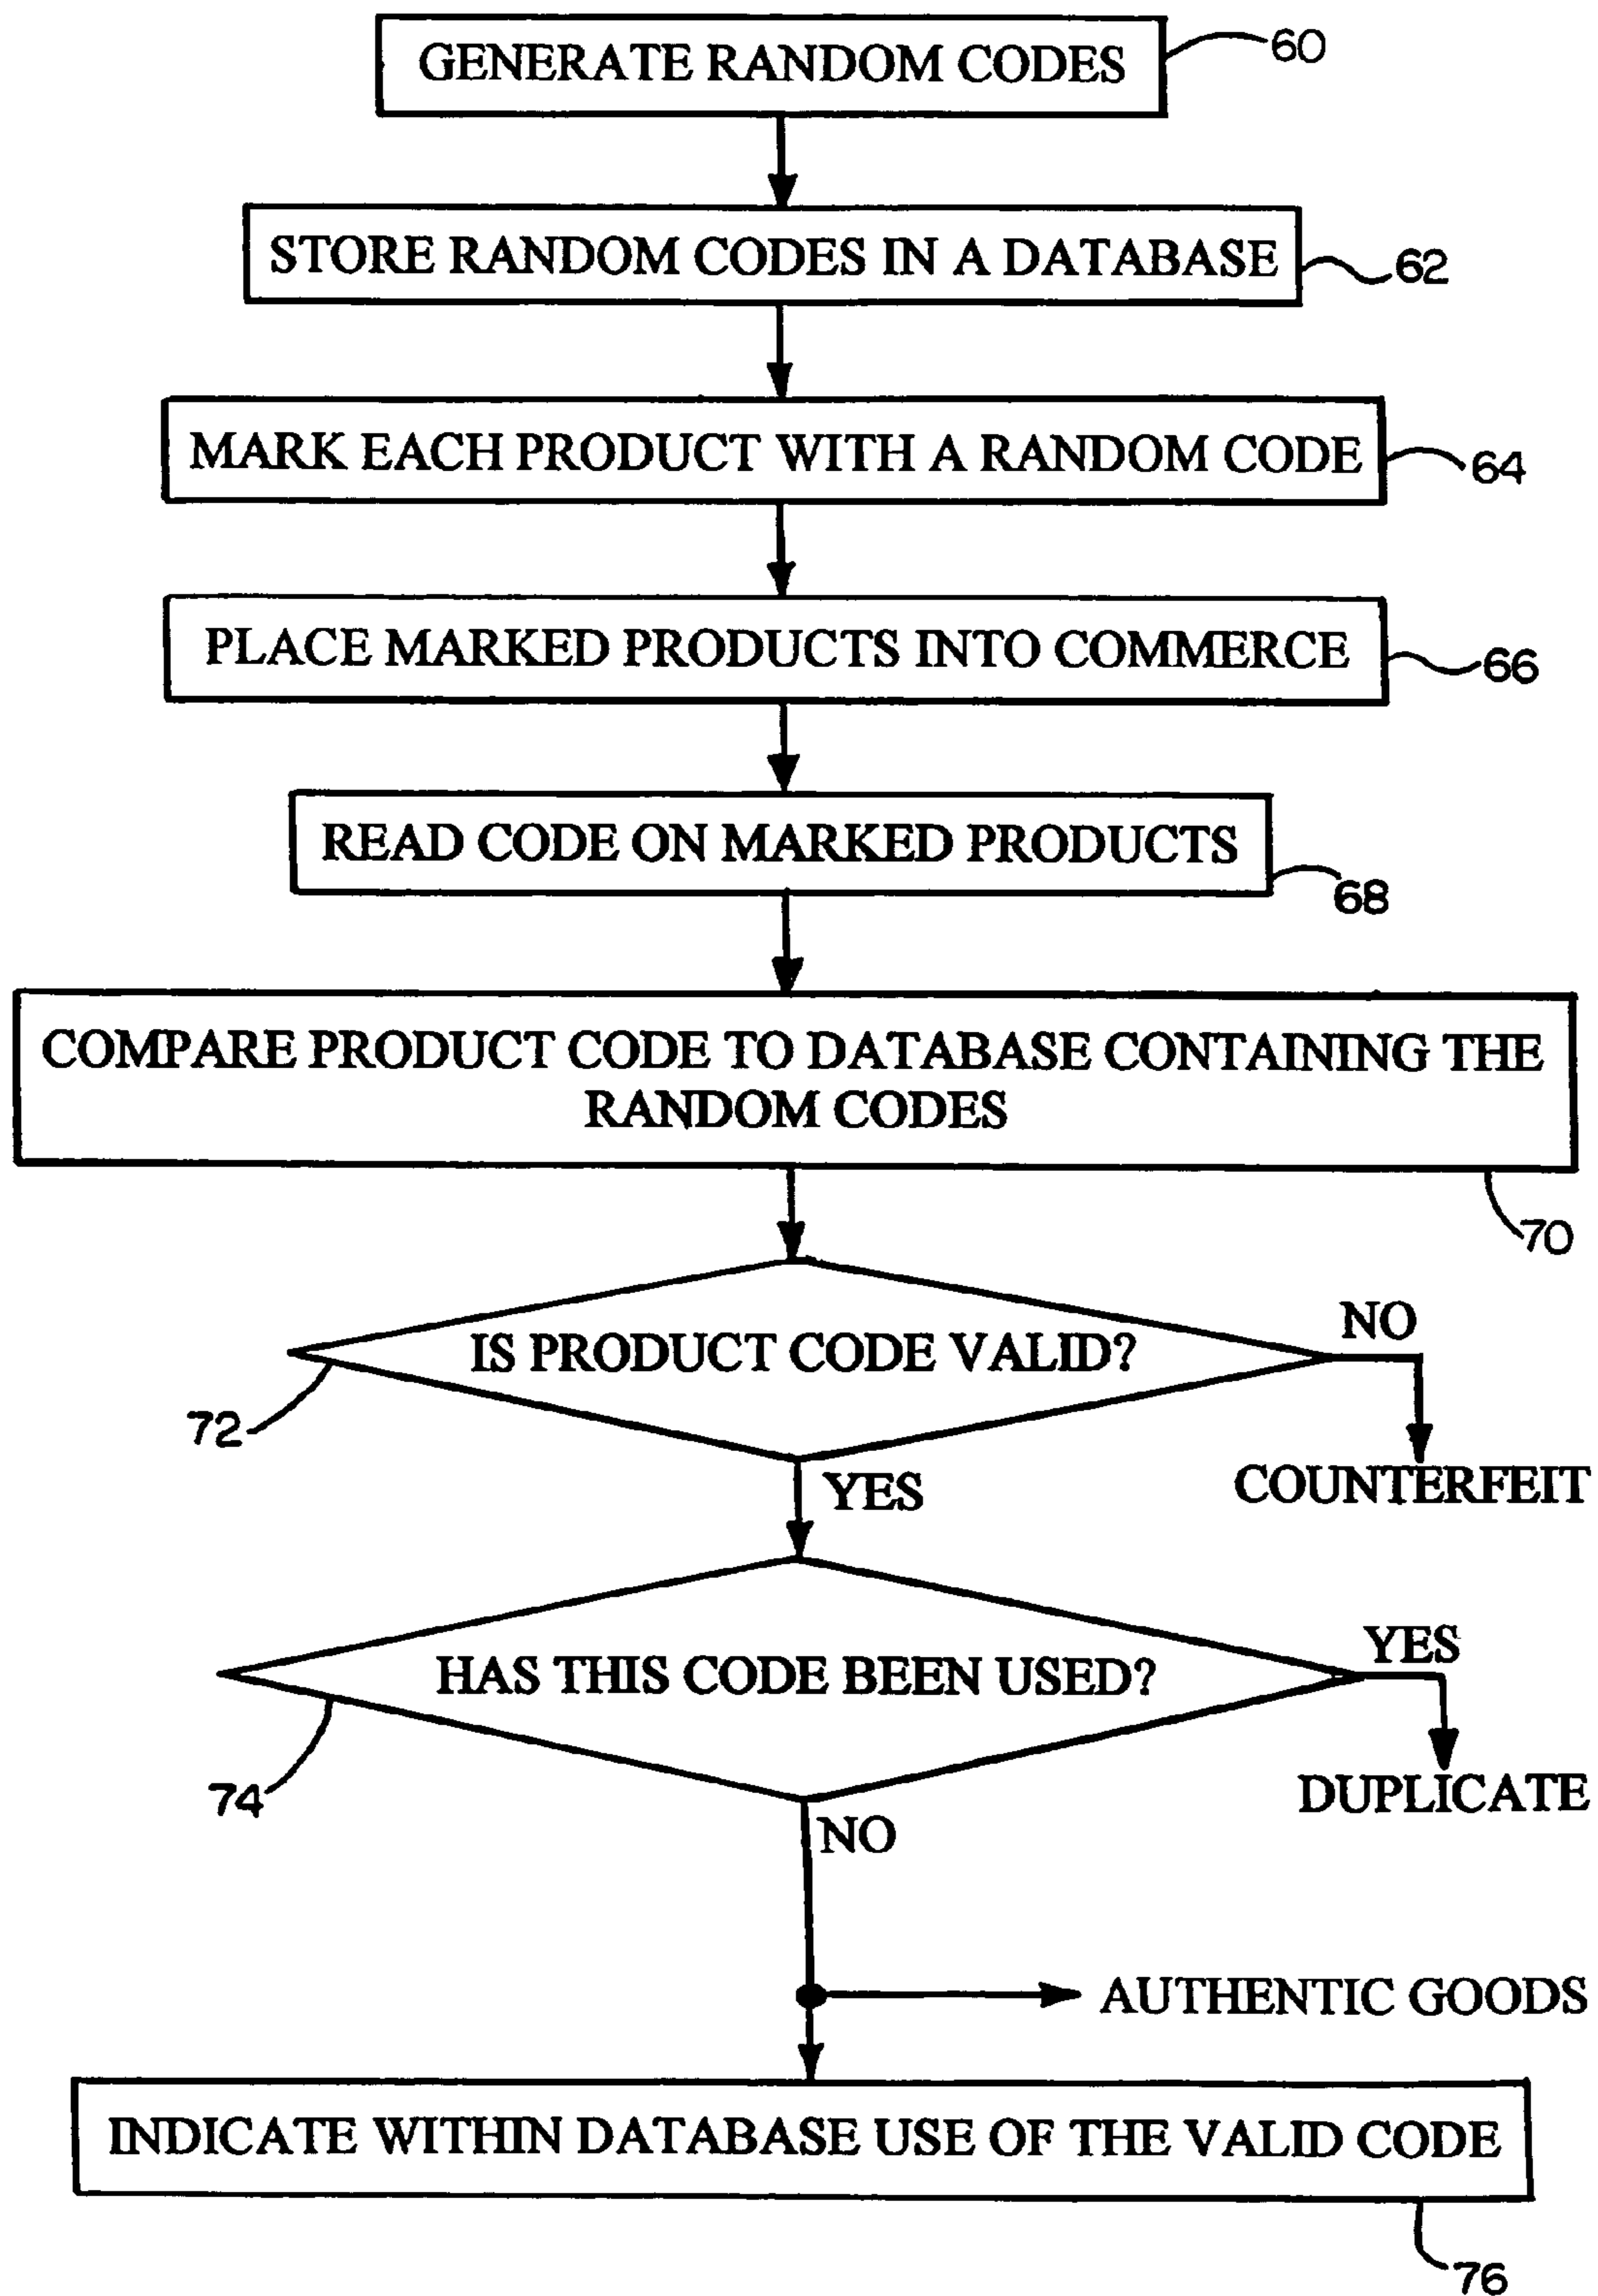 GENERATE RANDOM CODES
60
STORE RANDOM CODES IN A DATABASE
62
MARK EACH PRODUCT WITH A RANDOM CODE
64
PLACE MARKED PRODUCTS INTO COMMERCE
66
READ CODE ON MARKED PRODUCTS
68
COMPARE PRODUCT CODE TO DATABASE CONTAINING THE
RANDOM CODES
70
IS PRODUCT CODE VALID?
NO
72
COUNTERFEIT
YES
HAS THIS CODE BEEN USED?
YES
74
DUPLICATE
NO
AUTHENTIC GOODS
INDICATE WITHIN DATABASE USE OF THE VALID CODE
76